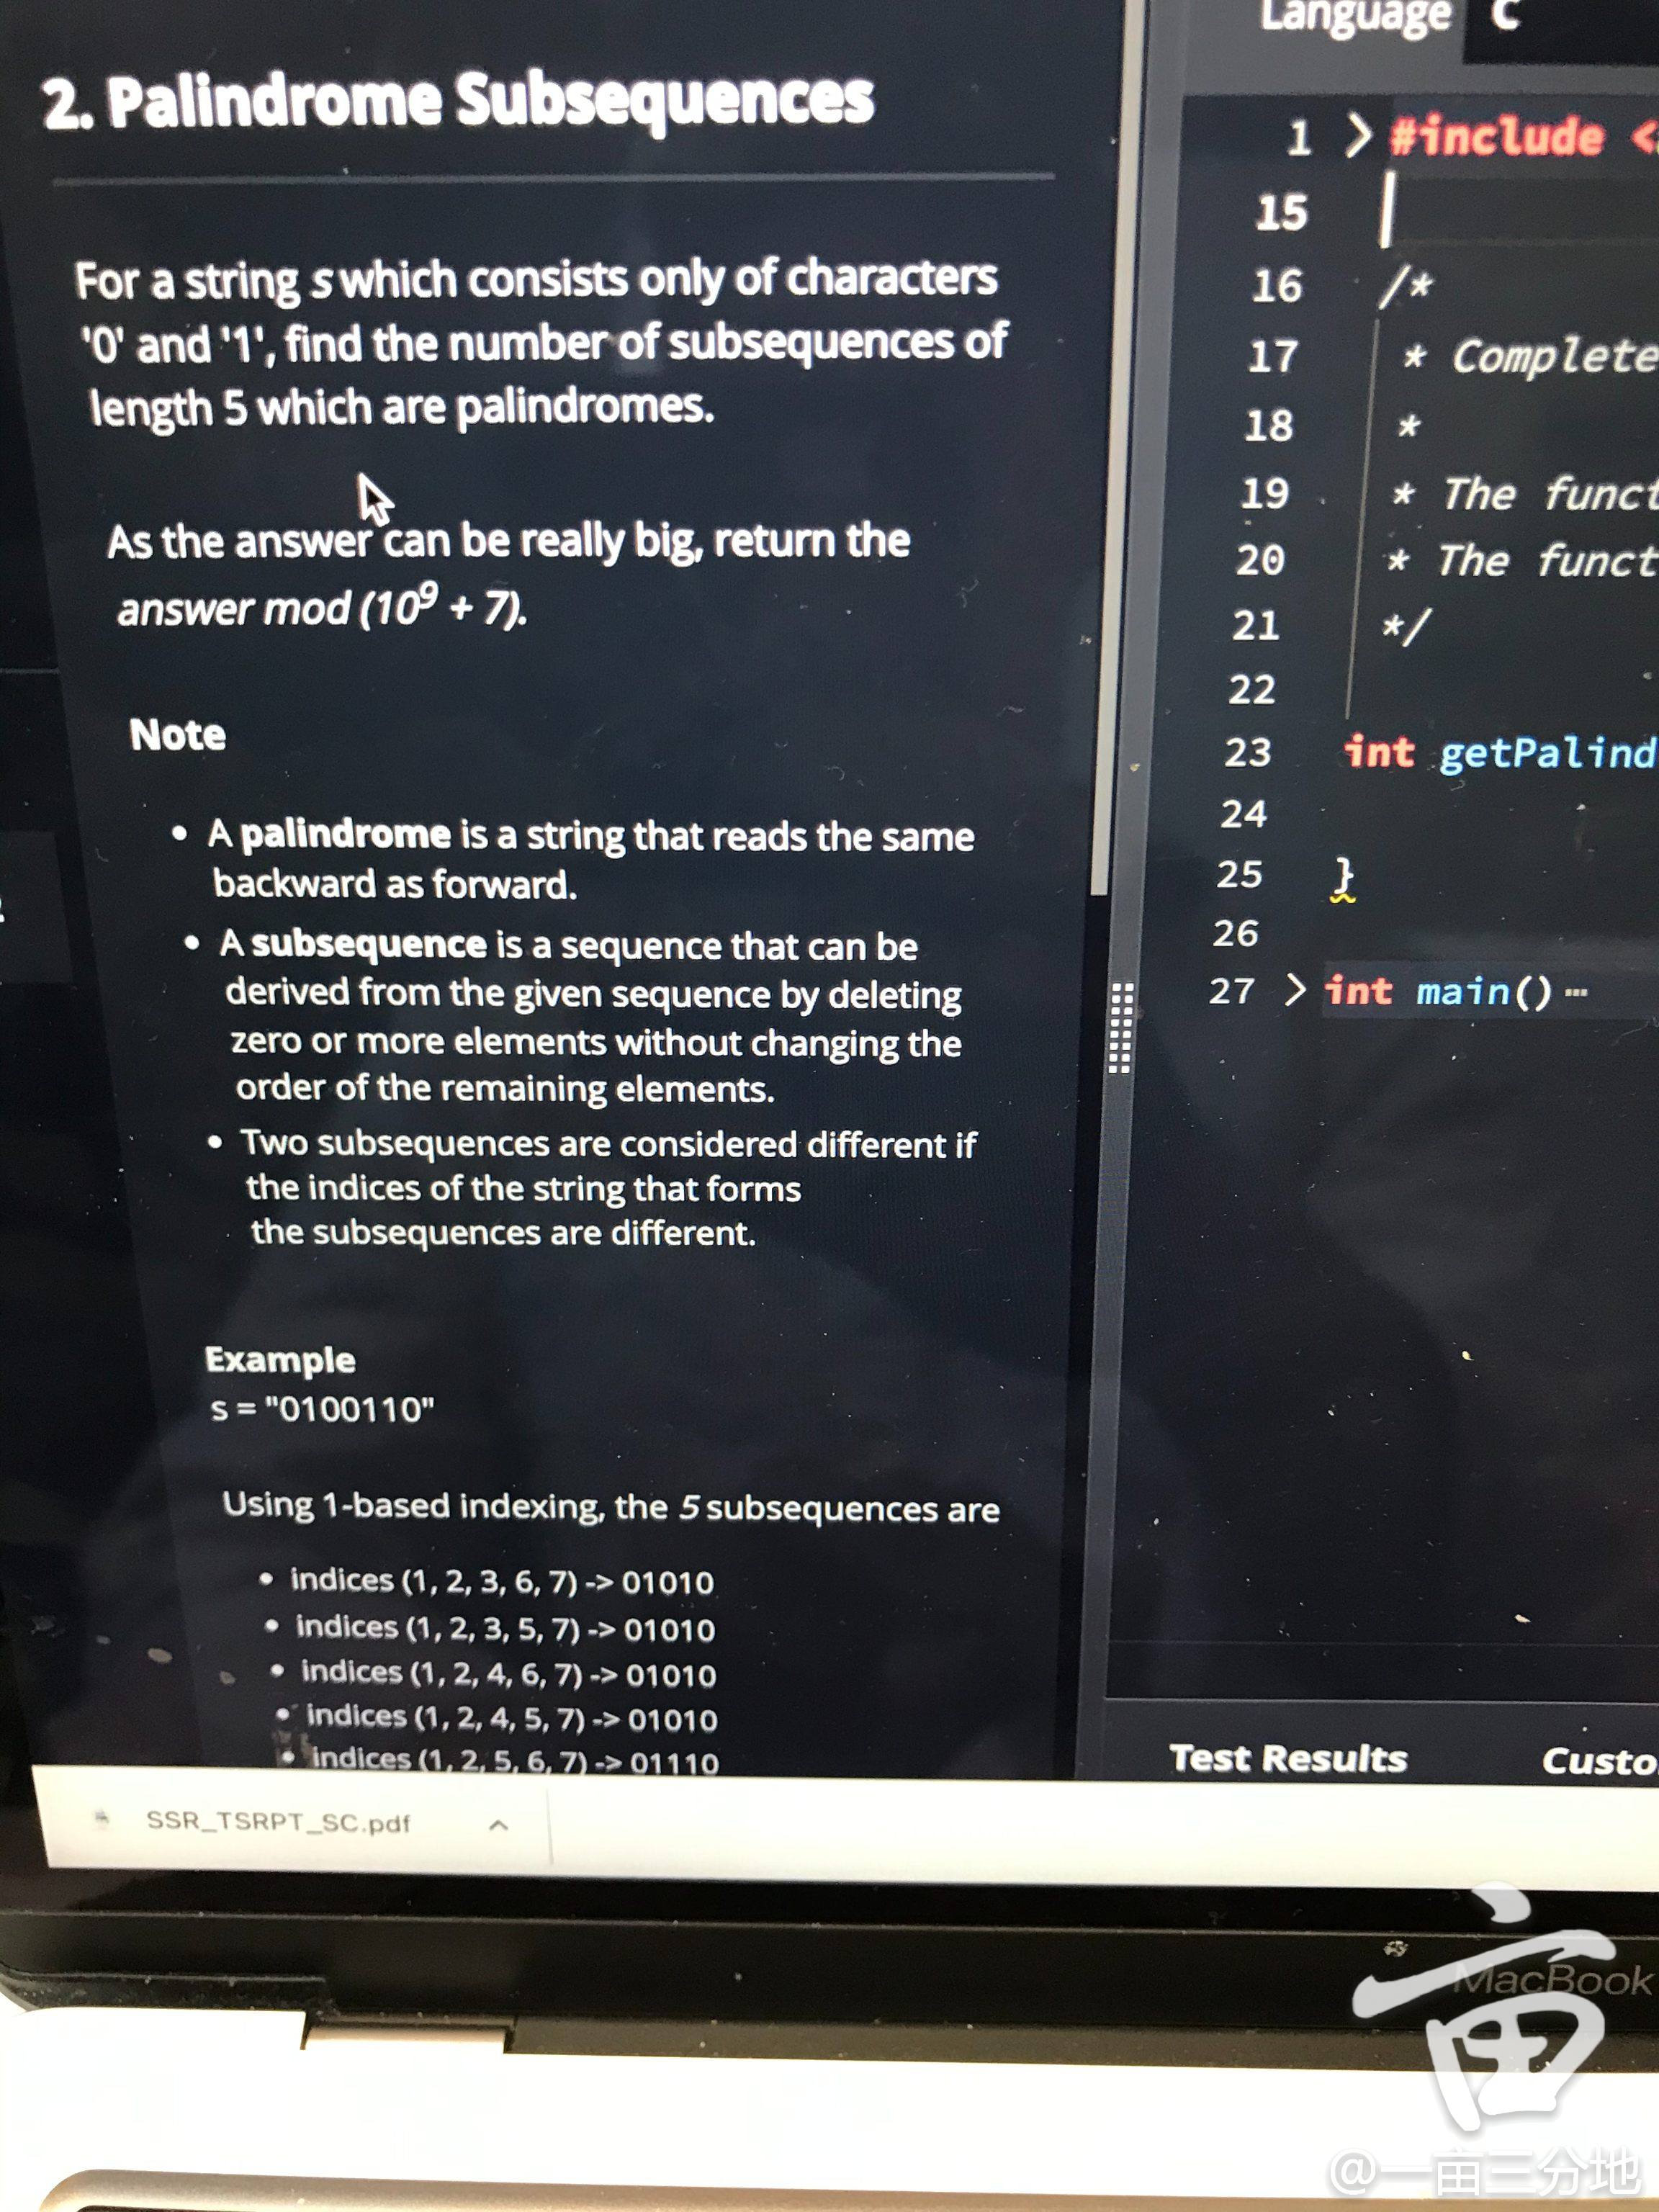 2. Palindrome Subsequences
For a string s which consists only of characters
'0' and '1', find the number of subsequences of
length 5 which are palindromes.
As the answer can be really big, return the
answer mod (10⁹ + 7).
Note
• A palindrome is a string that reads the same
backward as forward.
• A subsequence is a sequence that can be
derived from the given sequence by deleting
zero or more elements without changing the
order of the remaining elements.
• Two subsequences are considered different if
the indices of the string that forms
the subsequences are different.
Example
s = "0100110"
Using 1-based indexing, the 5 subsequences are
• indices (1, 2, 3, 6, 7) -> 01010
• indices (1, 2, 3, 5, 7) -> 01010
• indices (1, 2, 4, 6, 7) -> 01010
• indices (1, 2, 4, 5, 7) -> 01010
• indices (1, 2, 5, 6, 7) -> 01110
SSR_TSRPT_SC.pdf
Language C
1 > #include <
15
16 /*
17 * Complete
18 *
19 * The funct
20 * The funct
21 */
22
23 int getPalind
24
25 }
26
27 > int main()
Test Results Custo
MacBook
亩
@一亩三分地